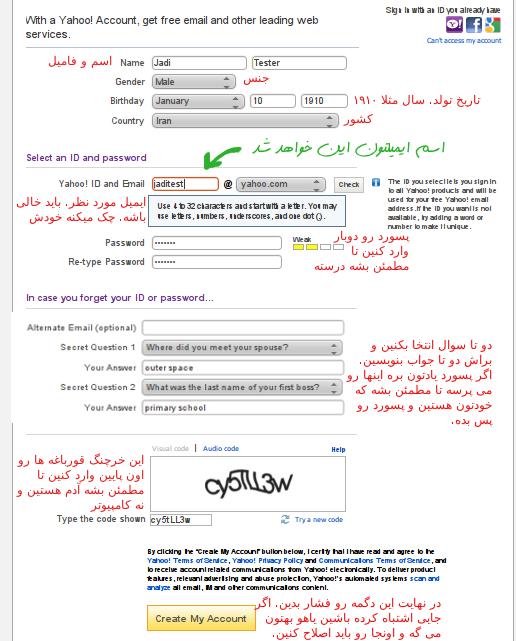 With a Yahoo! Account, get free email and other leading web
services.
Sign in with an ID you already have
Can't access my account
اسم و فامیل
Name Jadi Tester
Gender Male جنس
Birthday January 10 1910 تاریخ تولد. سال مثلا ۱۹۱۰
Country Iran کشور
اسم ایمیلتون این خواهد شد
Select an ID and password
Yahoo! ID and Email jaditest @ yahoo.com Check
The ID you select lets you sign in
to all Yahoo! products and will be
used for your free Yahoo! email
address. If the ID you want is not
available, try adding a word or
number to make it unique.
ایمیل مورد نظر. باید خالی
باشه. چک میکنه خودش
Use 4 to 32 characters and start with a letter. You may
use letters, numbers, underscores, and one dot (.).
Password ••••••• Weak
Re-type Password •••••••
پسورد رو دوبار
وارد کنین تا
مطمئن بشه درسته
In case you forget your ID or password...
Alternate Email (optional)
Secret Question 1 Where did you meet your spouse?
Your Answer outer space
Secret Question 2 What was the last name of your first boss?
Your Answer primary school
دو تا سوال انتخا بکنین و
براش دو تا جواب بنویسین.
اگر پسورد یادتون بره اینها رو
می پرسه تا مطمئن بشه که
خودتون هستین و پسورد رو
پس بده.
Visual code | Audio code Help
cy5tLL3w
این خرچنگ قورباغه ها رو
اون پایین وارد کنین تا
مطمئن بشه آدم هستین و
نه کامپیوتر
Type the code shown cy5tLL3w Try a new code
By clicking the "Create My Account" button below, I certify that I have read and agree to the
Yahoo! Terms of Service, Yahoo! Privacy Policy and Communications Terms of Service, and
to receive account related communications from Yahoo! electronically. To deliver product
features, relevant advertising and abuse protection, Yahoo!'s automated systems scan and
analyze all email, IM and other communications content.
Create My Account
در نهایت این دگمه رو فشار بدین. اگر
جایی اشتباه کرده باشین یاهو بهتون
می گه و اونجا رو باید اصلاح کنین.